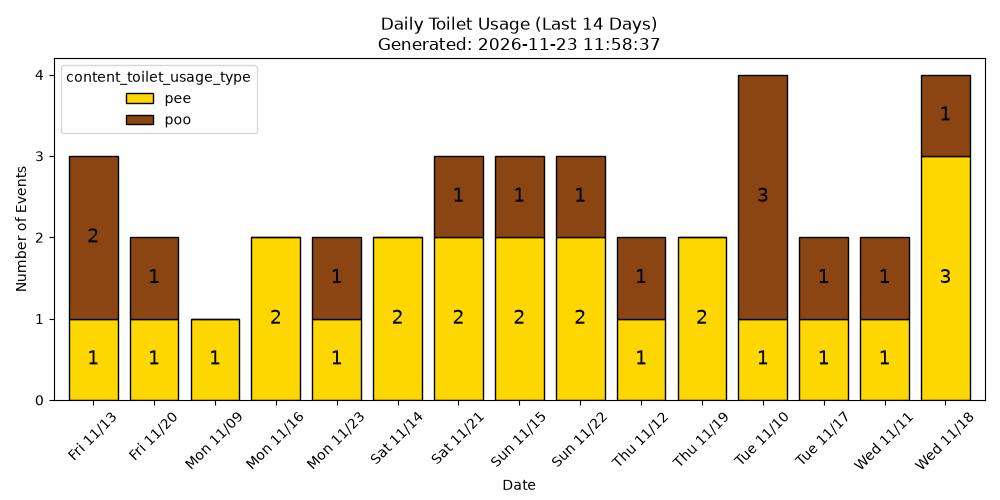 Daily Toilet Usage (Last 14 Days)
Generated: 2026-11-23 11:58:37
content_toilet_usage_type
pee
poo
Number of Events
4
3
2
1
0
2
1
1
1
1
2
1
1
2
1
2
1
2
1
2
1
1
2
3
1
1
1
1
1
1
3
Fri 11/13
Fri 11/20
Mon 11/09
Mon 11/16
Mon 11/23
Sat 11/14
Sat 11/21
Sun 11/15
Sun 11/22
Thu 11/12
Thu 11/19
Tue 11/10
Tue 11/17
Wed 11/11
Wed 11/18
Date